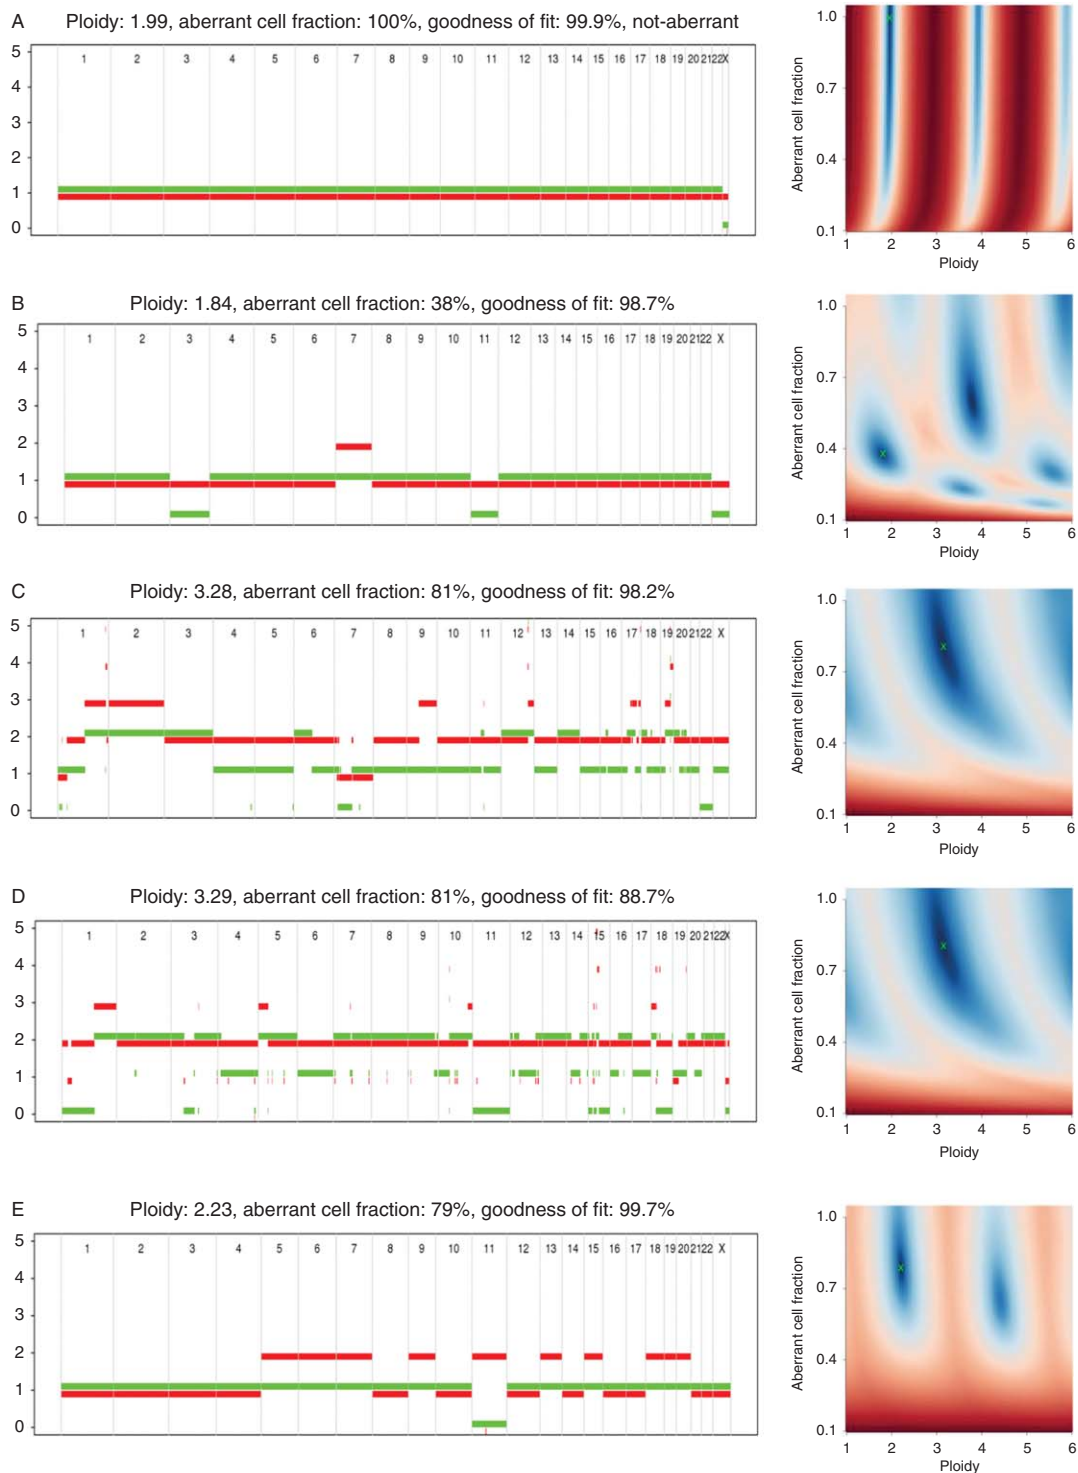 A Ploidy: 1.99, aberrant cell fraction: 100%, goodness of fit: 99.9%, not-aberrant
5
4
3
2
1
0
1 2 3 4 5 6 7 8 9 10 11 12 13 14 15 16 17 18 19 20 21 22 X
Aberrant cell fraction
1.0
0.7
0.4
0.1
1 2 3 4 5 6
Ploidy
B Ploidy: 1.84, aberrant cell fraction: 38%, goodness of fit: 98.7%
5
4
3
2
1
0
1 2 3 4 5 6 7 8 9 10 11 12 13 14 15 16 17 18 19 20 21 22 X
Aberrant cell fraction
1.0
0.7
0.4
0.1
1 2 3 4 5 6
Ploidy
C Ploidy: 3.28, aberrant cell fraction: 81%, goodness of fit: 98.2%
5
4
3
2
1
0
1 2 3 4 5 6 7 8 9 10 11 12 13 14 15 16 17 18 19 20 21 22 X
Aberrant cell fraction
1.0
0.7
0.4
0.1
1 2 3 4 5 6
Ploidy
D Ploidy: 3.29, aberrant cell fraction: 81%, goodness of fit: 88.7%
5
4
3
2
1
0
1 2 3 4 5 6 7 8 9 10 11 12 13 14 15 16 17 18 19 20 21 22 X
Aberrant cell fraction
1.0
0.7
0.4
0.1
1 2 3 4 5 6
Ploidy
E Ploidy: 2.23, aberrant cell fraction: 79%, goodness of fit: 99.7%
5
4
3
2
1
0
1 2 3 4 5 6 7 8 9 10 11 12 13 14 15 16 17 18 19 20 21 22 X
Aberrant cell fraction
1.0
0.7
0.4
0.1
1 2 3 4 5 6
Ploidy